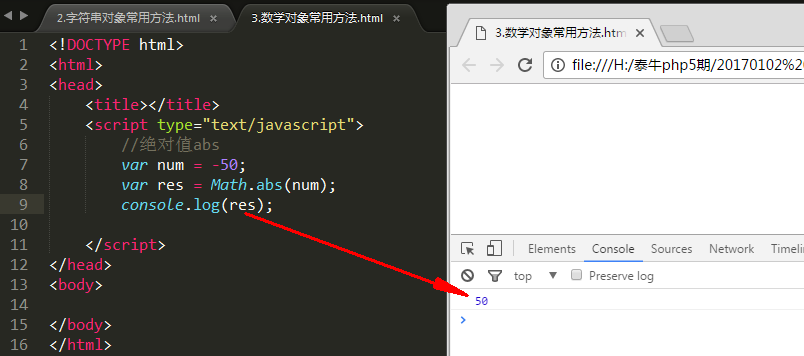 2.字符串对象常用方法.html × 3.数学对象常用方法.html ×
1 <!DOCTYPE html>
2 <html>
3 <head>
4 <title></title>
5 <script type="text/javascript">
6 //绝对值abs
7 var num = -50;
8 var res = Math.abs(num);
9 console.log(res);
10
11 </script>
12 </head>
13 <body>
14
15 </body>
16 </html>
3.数学对象常用方法.htm ×
file:///H:/泰牛php5期/20170102%20
Elements Console Sources Network Timeline
top ▼ Preserve log
50
>